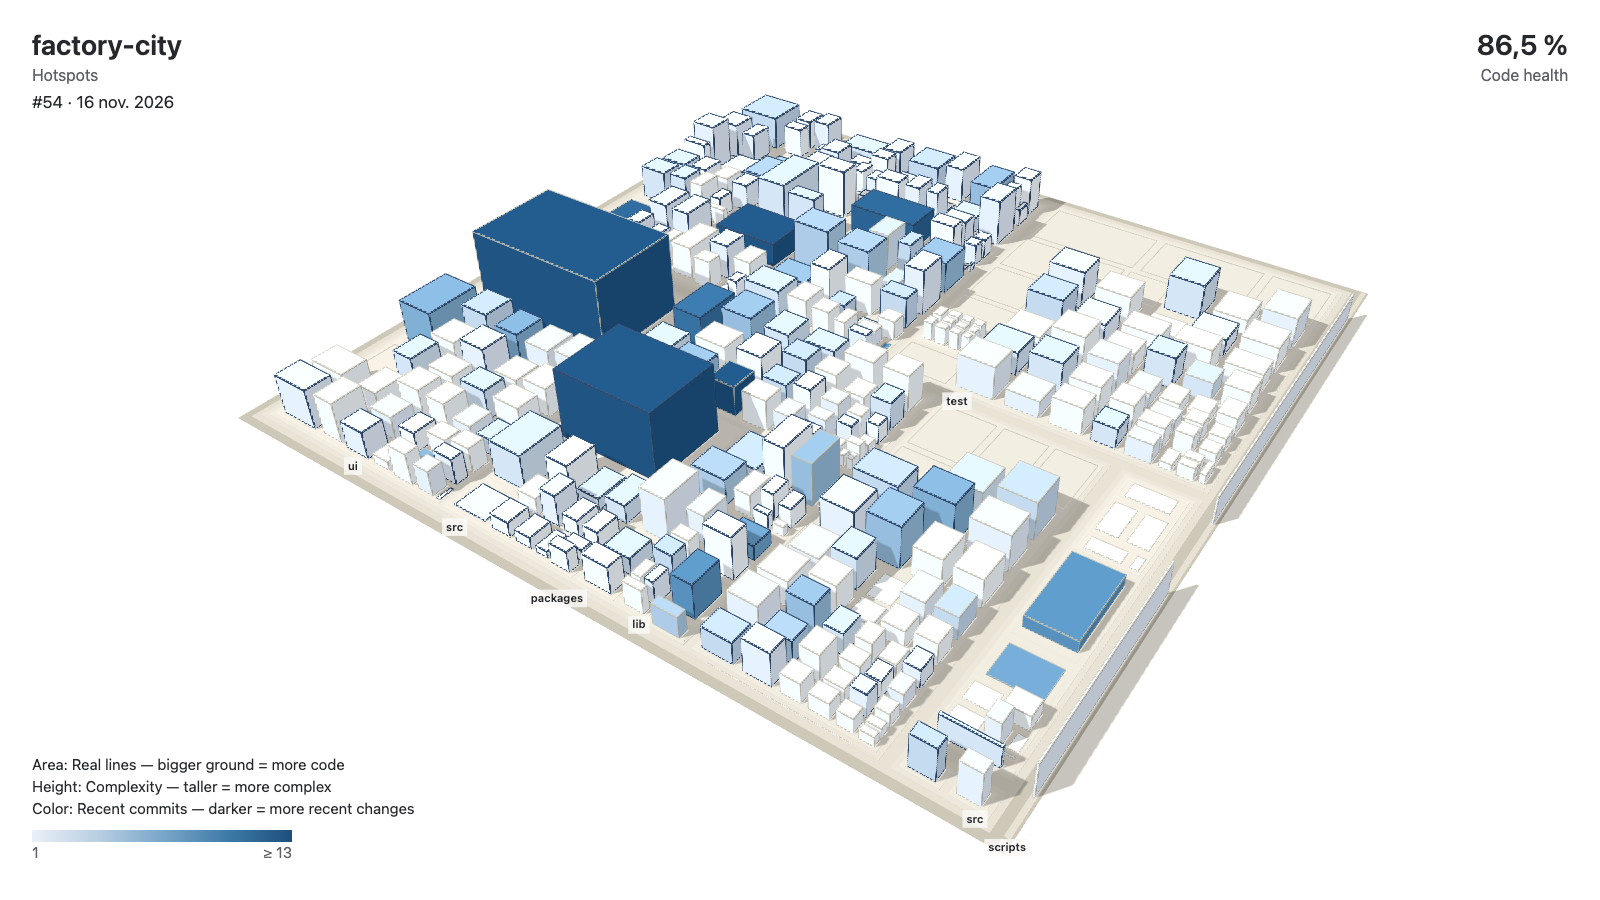 factory-city
Hotspots
#54 · 16 nov. 2026
86,5 %
Code health
test
ui
src
packages
lib
src
scripts
Area: Real lines — bigger ground = more code
Height: Complexity — taller = more complex
Color: Recent commits — darker = more recent changes
1
≥ 13